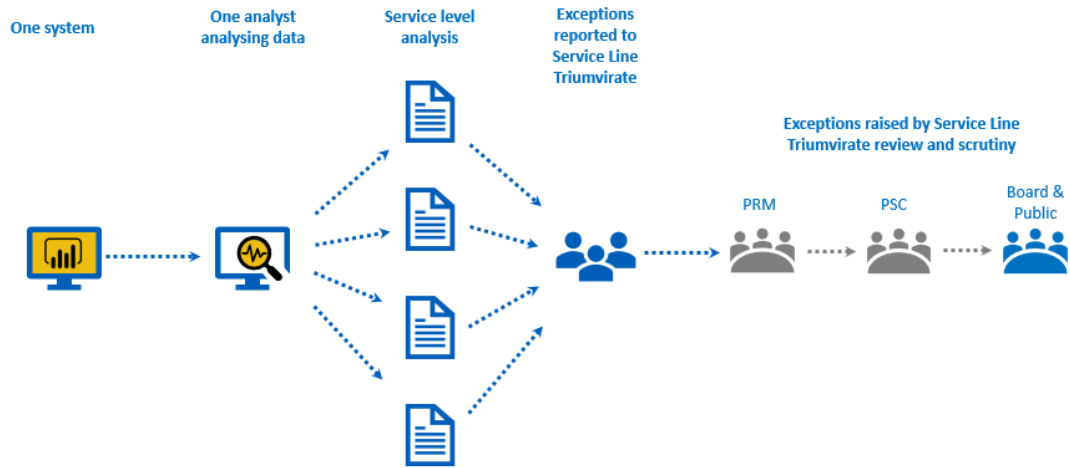 One system
One analyst
analysing data
Service level
analysis
Exceptions
reported to
Service Line
Triumvirate
Exceptions raised by Service Line
Triumvirate review and scrutiny
PRM
PSC
Board &
Public